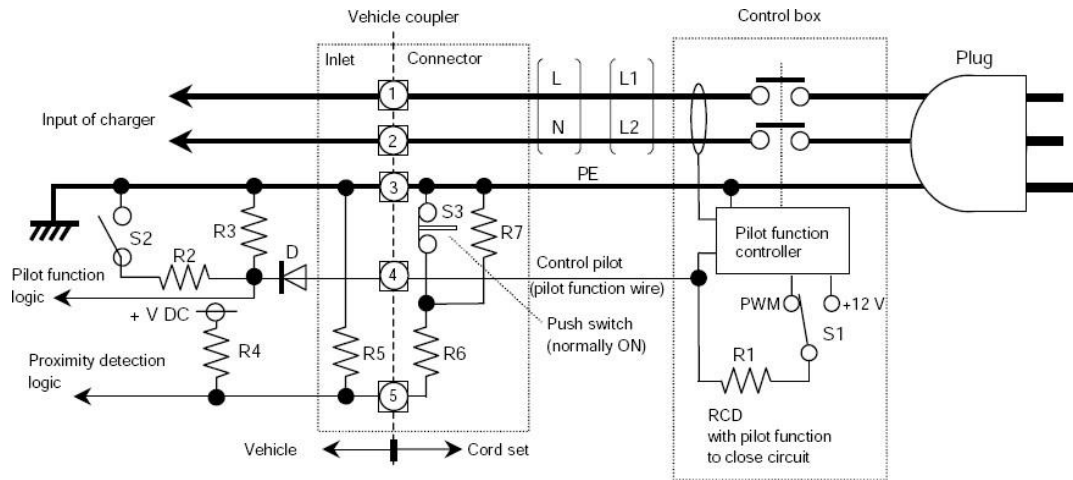 Vehicle coupler
Control box
Inlet
Connector
Plug
1
L
L1
Input of charger
2
N
L2
3
PE
S3
S2
R3
R7
Pilot function
controller
R2
D
4
Control pilot
(pilot function wire)
Pilot function
logic
+ V DC
PWM
+12 V
Push switch
(normally ON)
S1
R4
R5
R6
R1
Proximity detection
logic
5
RCD
with pilot function
to close circuit
Vehicle
Cord set